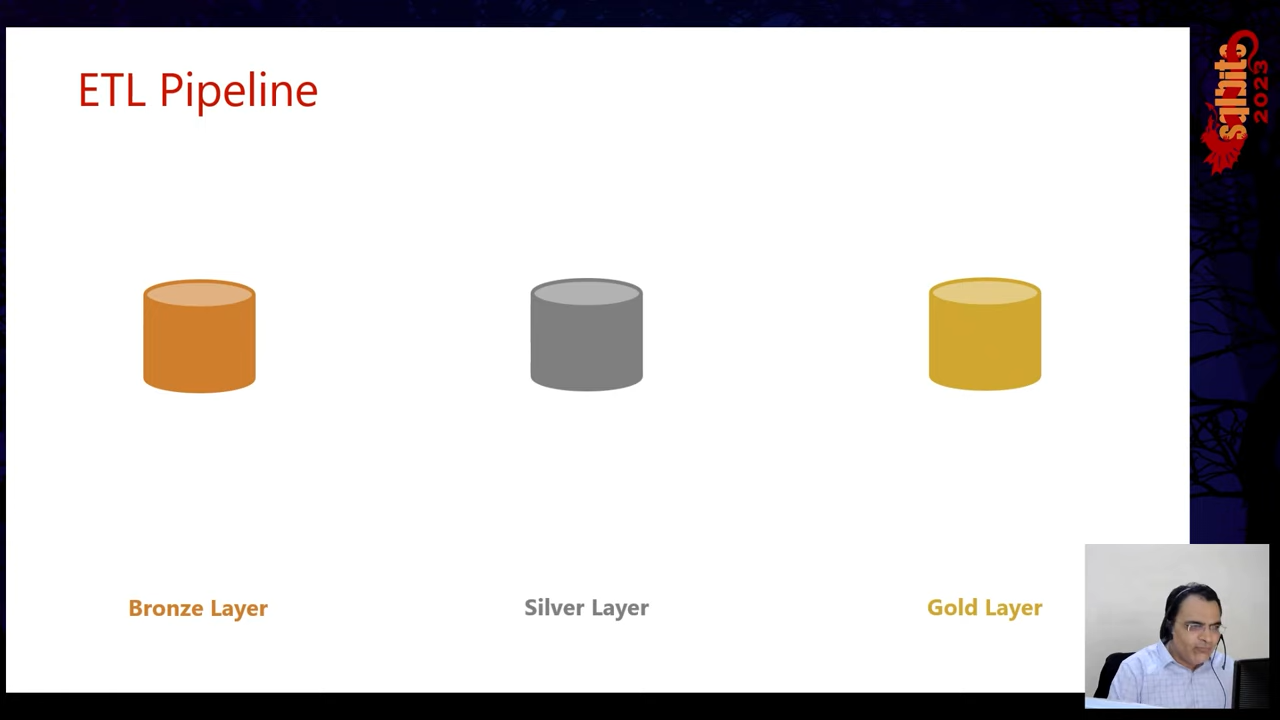 ETL Pipeline
Bronze Layer
Silver Layer
Gold Layer
sqlbits
2023